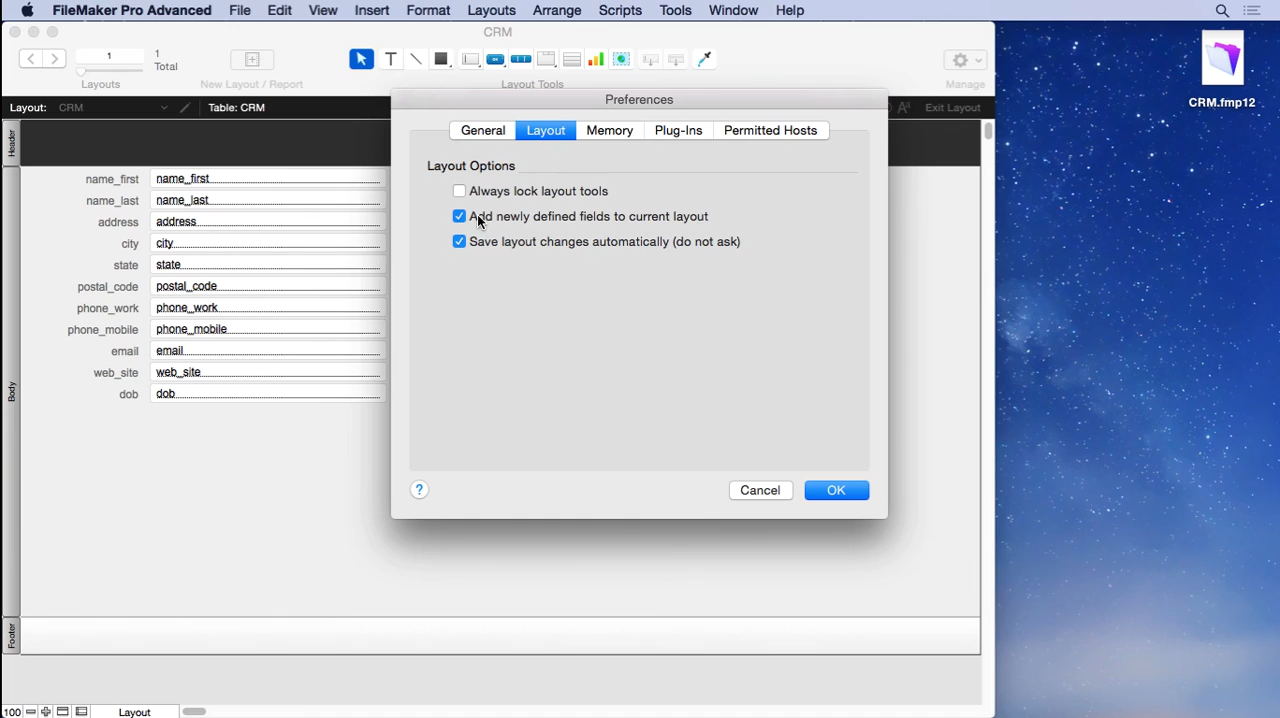 FileMaker Pro Advanced File Edit View Insert Format Layouts Arrange Scripts Tools Window Help
CRM
1
1
Total
Layouts
New Layout / Report
T
Layout Tools
Manage
Layout: CRM
Table: CRM
Exit Layout
Header
Body
Footer
name_first name_first
name_last name_last
address address
city city
state state
postal_code postal_code
phone_work phone_work
phone_mobile phone_mobile
email email
web_site web_site
dob dob
Preferences
General Layout Memory Plug-Ins Permitted Hosts
Layout Options
Always lock layout tools
Add newly defined fields to current layout
Save layout changes automatically (do not ask)
?
Cancel OK
100 Layout
CRM.fmp12